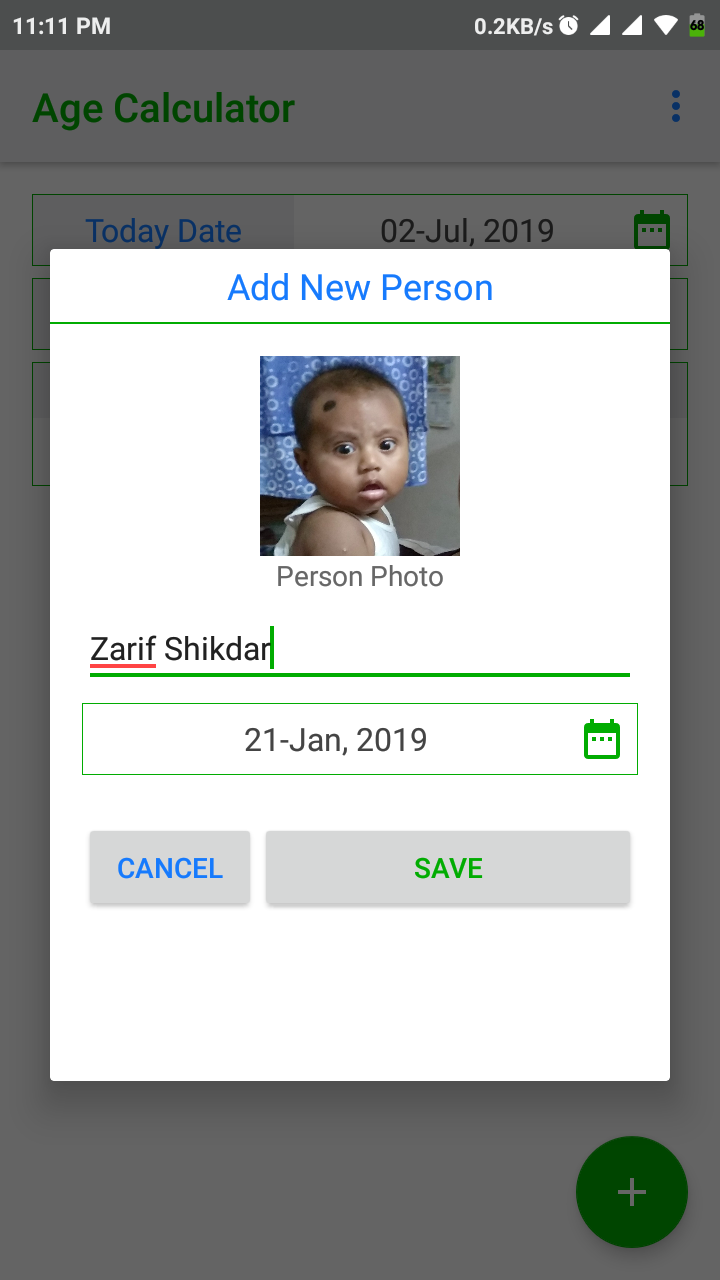 11:11 PM 0.2KB/s 68
Age Calculator
Today Date 02-Jul, 2019
Add New Person
Person Photo
Zarif Shikdar
21-Jan, 2019
CANCEL SAVE
+